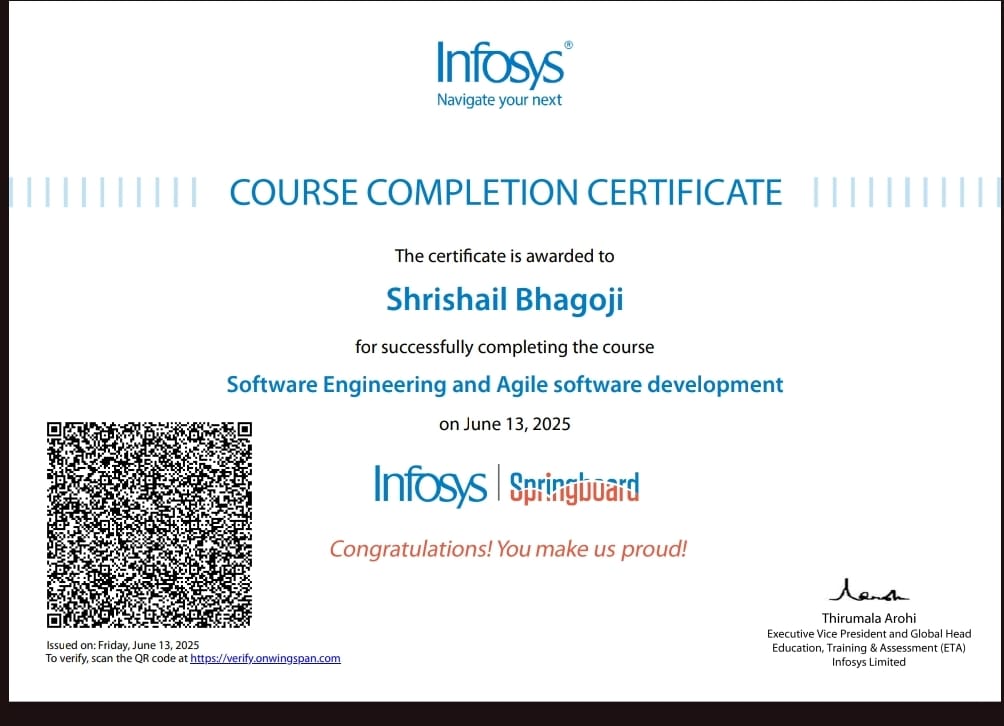 Infosys®
Navigate your next
COURSE COMPLETION CERTIFICATE
The certificate is awarded to
Shrishail Bhagoji
for successfully completing the course
Software Engineering and Agile software development
on June 13, 2025
Infosys | Springboard
Congratulations! You make us proud!
Issued on: Friday, June 13, 2025
To verify, scan the QR code at https://verify.onwingspan.com
Thirumala Arohi
Executive Vice President and Global Head
Education, Training & Assessment (ETA)
Infosys Limited